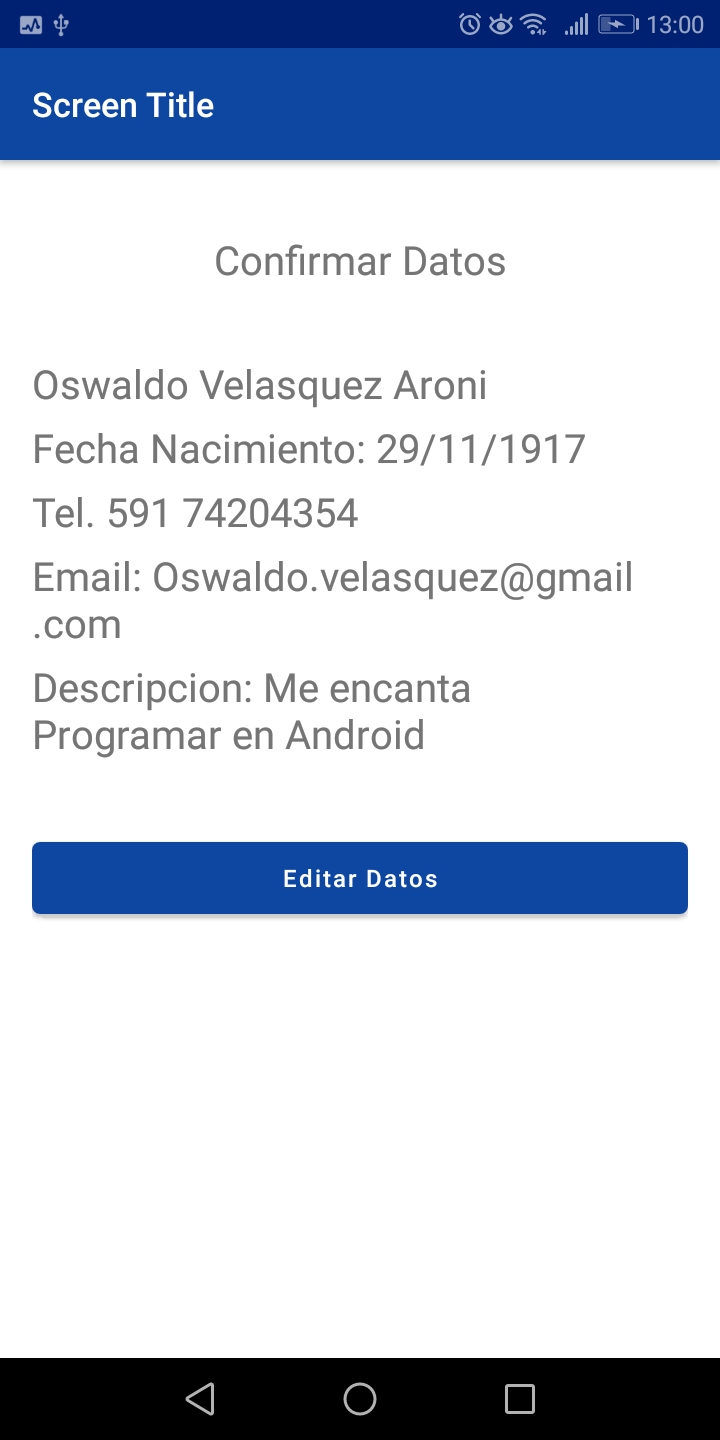 13:00
Screen Title
Confirmar Datos
Oswaldo Velasquez Aroni
Fecha Nacimiento: 29/11/1917
Tel. 591 74204354
Email: Oswaldo.velasquez@gmail
.com
Descripcion: Me encanta
Programar en Android
Editar Datos